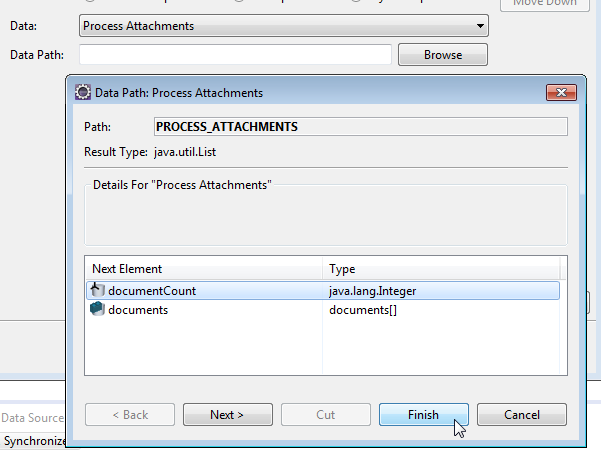 Move Down
Data:
Process Attachments
Data Path:
Browse
Data Path: Process Attachments
Path:
PROCESS_ATTACHMENTS
Result Type: java.util.List
Details For "Process Attachments"
Next Element Type
documentCount java.lang.Integer
documents documents[]
< Back Next > Cut Finish Cancel
Data Source
Synchronize